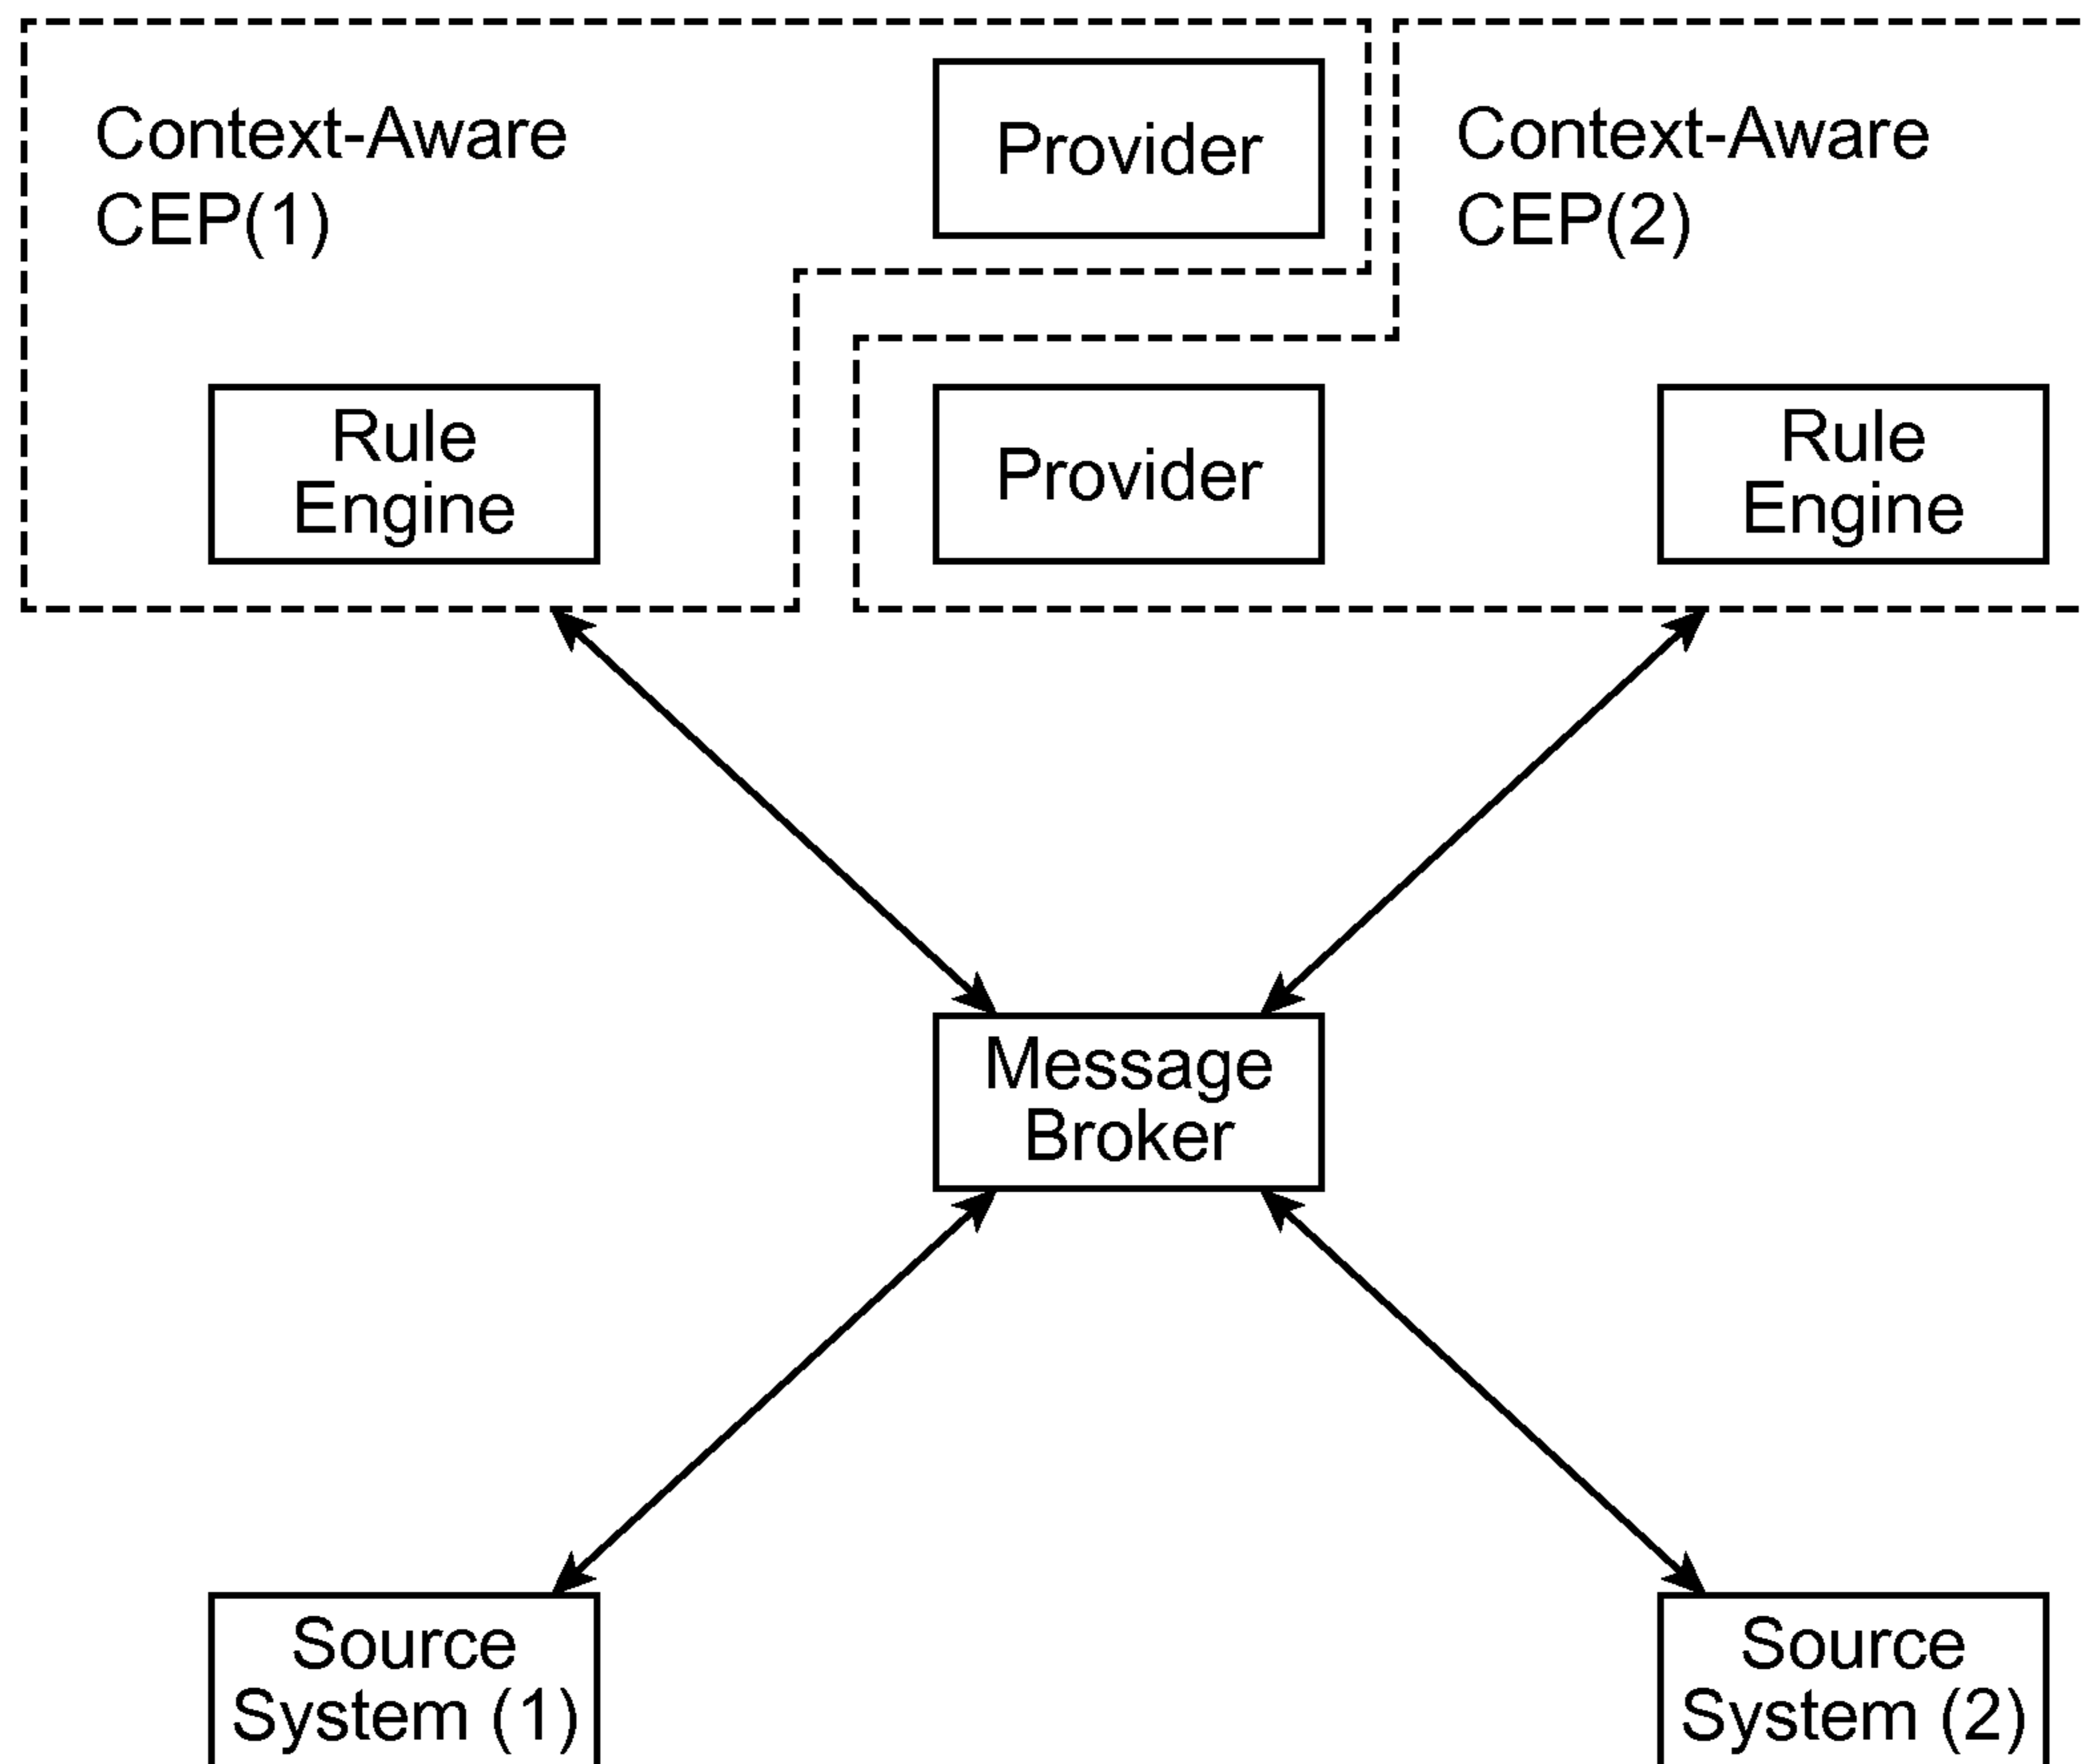 Context-Aware
CEP(1)
Provider
Context-Aware
CEP(2)
Rule
Engine
Provider
Rule
Engine
Message
Broker
Source
System (1)
Source
System (2)